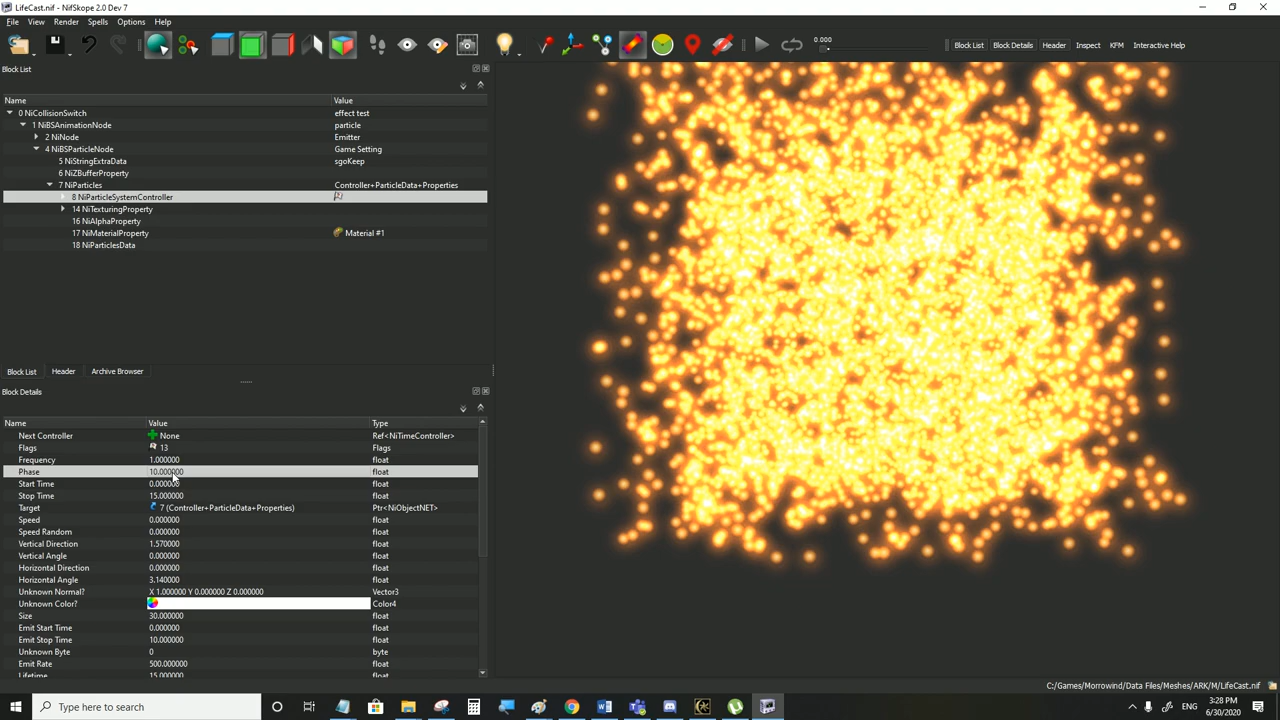 LifeCast.nif - NifSkope 2.0 Dev 7
File View Render Spells Options Help
0.000
Block List Block Details Header Inspect KFM Interactive Help
Block List
Name Value
0 NiCollisionSwitch effect test
1 NiBSAnimationNode particle
2 NiNode Emitter
4 NiBSParticleNode Game Setting
5 NiStringExtraData sgoKeep
6 NiZBufferProperty
7 NiParticles Controller+ParticleData+Properties
8 NiParticleSystemController
14 NiTexturingProperty
16 NiAlphaProperty
17 NiMaterialProperty Material #1
18 NiParticlesData
Block List Header Archive Browser
Block Details
Name Value Type
Next Controller None Ref<NiTimeController>
Flags 13 Flags
Frequency 1.000000 float
Phase 10.000000 float
Start Time 0.000000 float
Stop Time 15.000000 float
Target 7 (Controller+ParticleData+Properties) Ptr<NiObjectNET>
Speed 0.000000 float
Speed Random 0.000000 float
Vertical Direction 1.570000 float
Vertical Angle 0.000000 float
Horizontal Direction 0.000000 float
Horizontal Angle 3.140000 float
Unknown Normal? X 1.000000 Y 0.000000 Z 0.000000 Vector3
Unknown Color? Color4
Size 30.000000 float
Emit Start Time 0.000000 float
Emit Stop Time 10.000000 float
Unknown Byte 0 byte
Emit Rate 500.000000 float
Lifetime 15.000000 float
C:/Games/Morrowind/Data Files/Meshes/ARK/M/LifeCast.nif
Type here to search
ENG
3:28 PM
6/30/2020